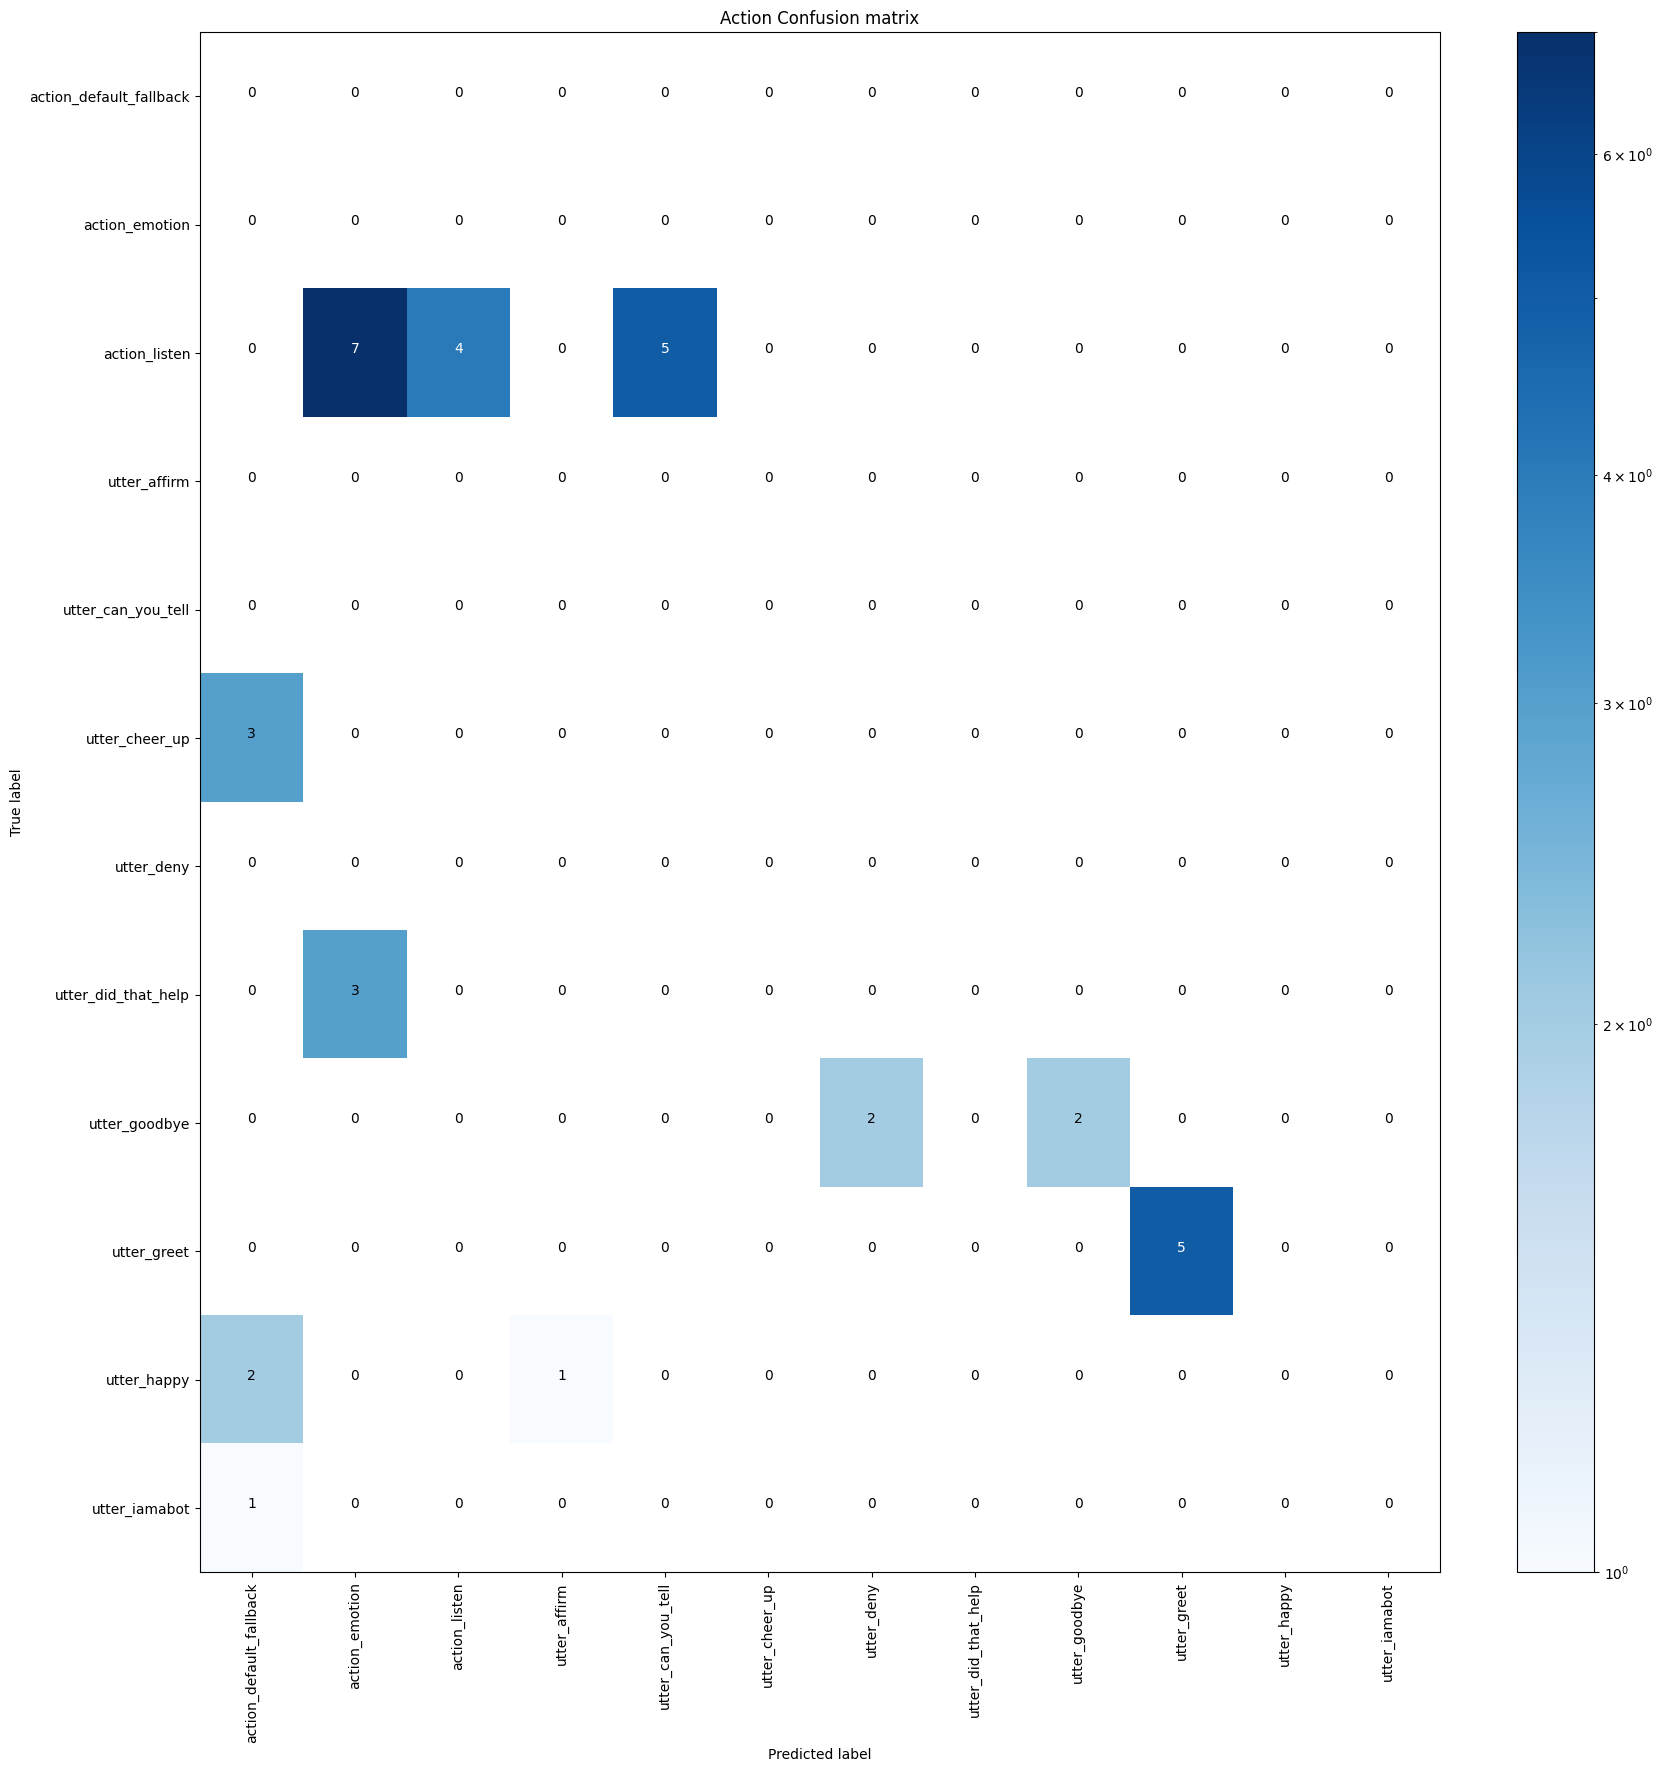 Action Confusion matrix
action_default_fallback 0 0 0 0 0 0 0 0 0 0 0 0
action_emotion 0 0 0 0 0 0 0 0 0 0 0 0
action_listen 0 7 4 0 5 0 0 0 0 0 0 0
utter_affirm 0 0 0 0 0 0 0 0 0 0 0 0
utter_can_you_tell 0 0 0 0 0 0 0 0 0 0 0 0
utter_cheer_up 3 0 0 0 0 0 0 0 0 0 0 0
utter_deny 0 0 0 0 0 0 0 0 0 0 0 0
utter_did_that_help 0 3 0 0 0 0 0 0 0 0 0 0
utter_goodbye 0 0 0 0 0 0 2 0 2 0 0 0
utter_greet 0 0 0 0 0 0 0 0 0 5 0 0
utter_happy 2 0 0 1 0 0 0 0 0 0 0 0
utter_iamabot 1 0 0 0 0 0 0 0 0 0 0 0
True label
action_default_fallback
action_emotion
action_listen
utter_affirm
utter_can_you_tell
utter_cheer_up
utter_deny
utter_did_that_help
utter_goodbye
utter_greet
utter_happy
utter_iamabot
Predicted label
6 × 10⁰
4 × 10⁰
3 × 10⁰
2 × 10⁰
10⁰